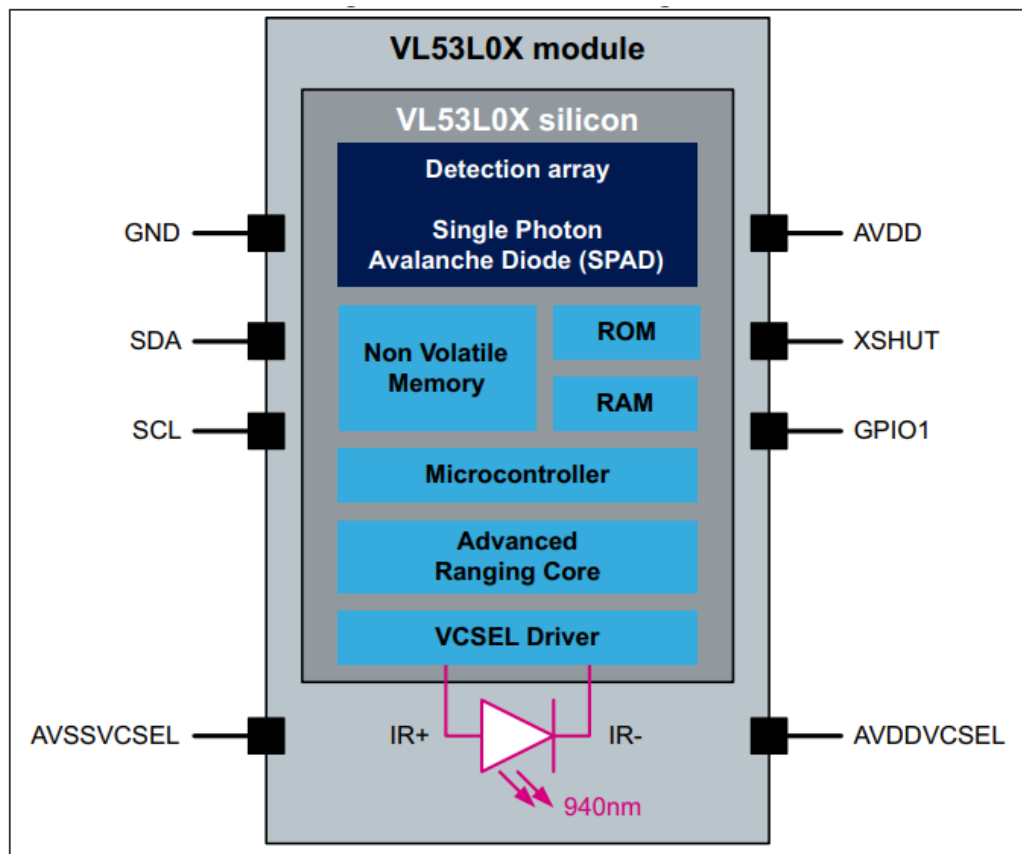 VL53L0X module
VL53L0X silicon
Detection array
Single Photon
Avalanche Diode (SPAD)
GND
AVDD
SDA
Non Volatile
Memory
ROM
XSHUT
SCL
RAM
GPIO1
Microcontroller
Advanced
Ranging Core
VCSEL Driver
AVSSVCSEL
IR+
IR-
AVDDVCSEL
940nm